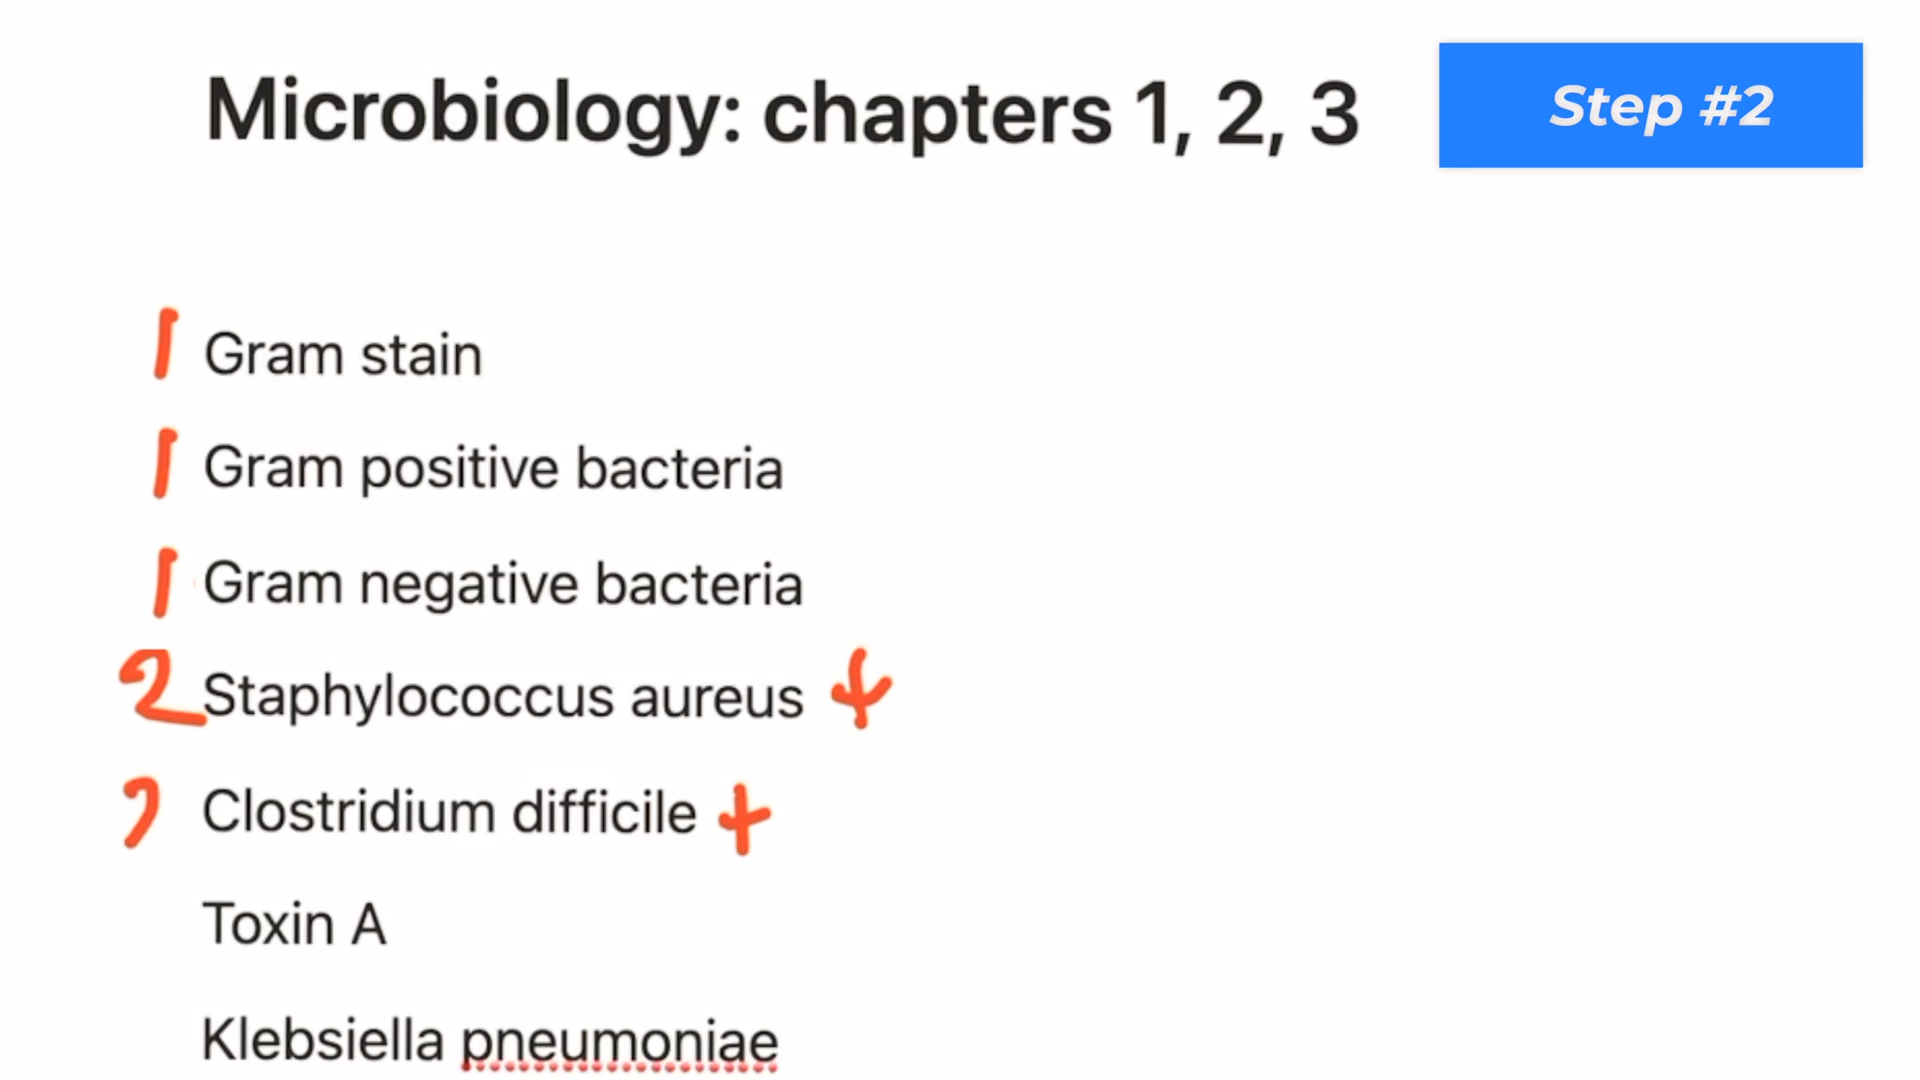 Microbiology: chapters 1, 2, 3
Step #2
1 Gram stain
1 Gram positive bacteria
1 Gram negative bacteria
2 Staphylococcus aureus +
Clostridium difficile +
Toxin A
Klebsiella pneumoniae